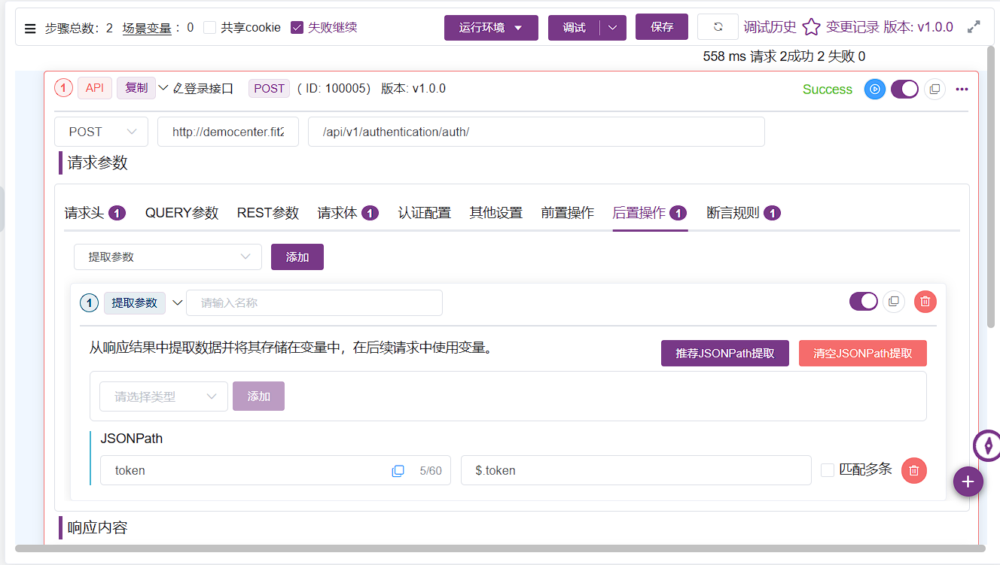 步骤总数：2 场景变量： 0 共享cookie 失败继续 运行环境 调试 保存 调试历史 变更记录 版本: v1.0.0
558 ms 请求 2成功 2 失败 0
1 API 复制 登录接口 POST ( ID: 100005) 版本: v1.0.0 Success
POST http://democenter.fit2 /api/v1/authentication/auth/
请求参数
请求头 1 QUERY参数 REST参数 请求体 1 认证配置 其他设置 前置操作 后置操作 1 断言规则 1
提取参数 添加
1 提取参数 请输入名称
从响应结果中提取数据并将其存储在变量中，在后续请求中使用变量。
推荐JSONPath提取 清空JSONPath提取
请选择类型 添加
JSONPath
token 5/60 $.token 匹配多条
响应内容